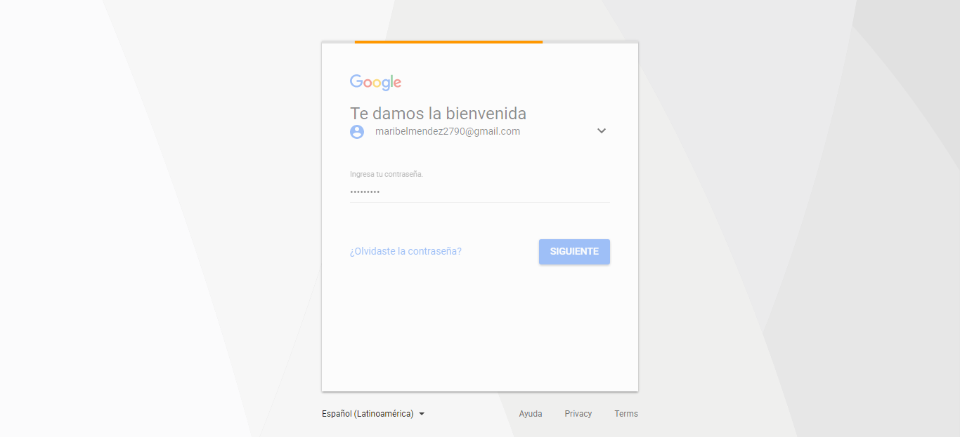 Google
Te damos la bienvenida
maribelmendez2790@gmail.com
Ingresa tu contraseña.
•••••••••
¿Olvidaste la contraseña?
SIGUIENTE
Español (Latinoamérica)
Ayuda
Privacy
Terms